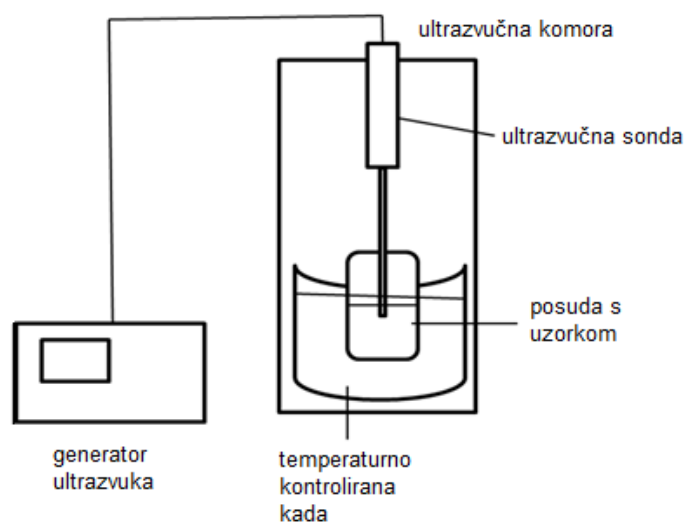 ultrazvučna komora
ultrazvučna sonda
posuda s
uzorkom
generator
ultrazvuka
temperaturno
kontrolirana
kada